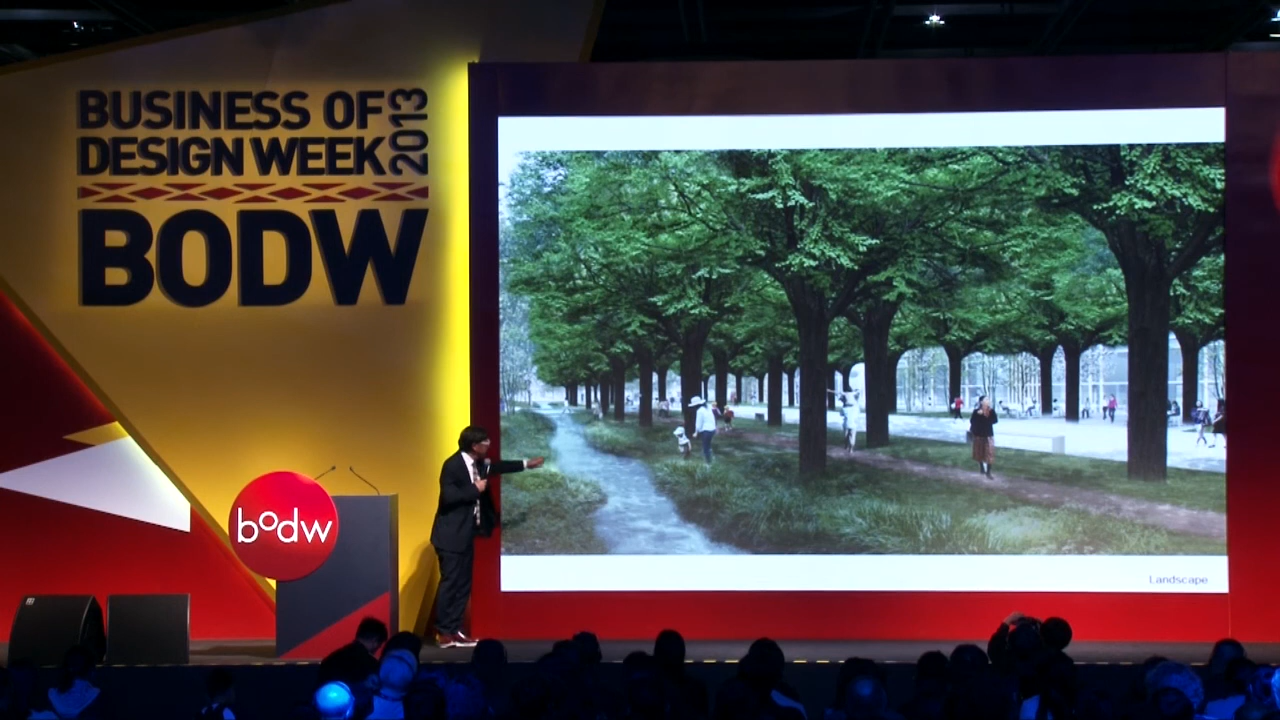 BUSINESS OF
DESIGN WEEK
2013
BODW
bodw
Landscape